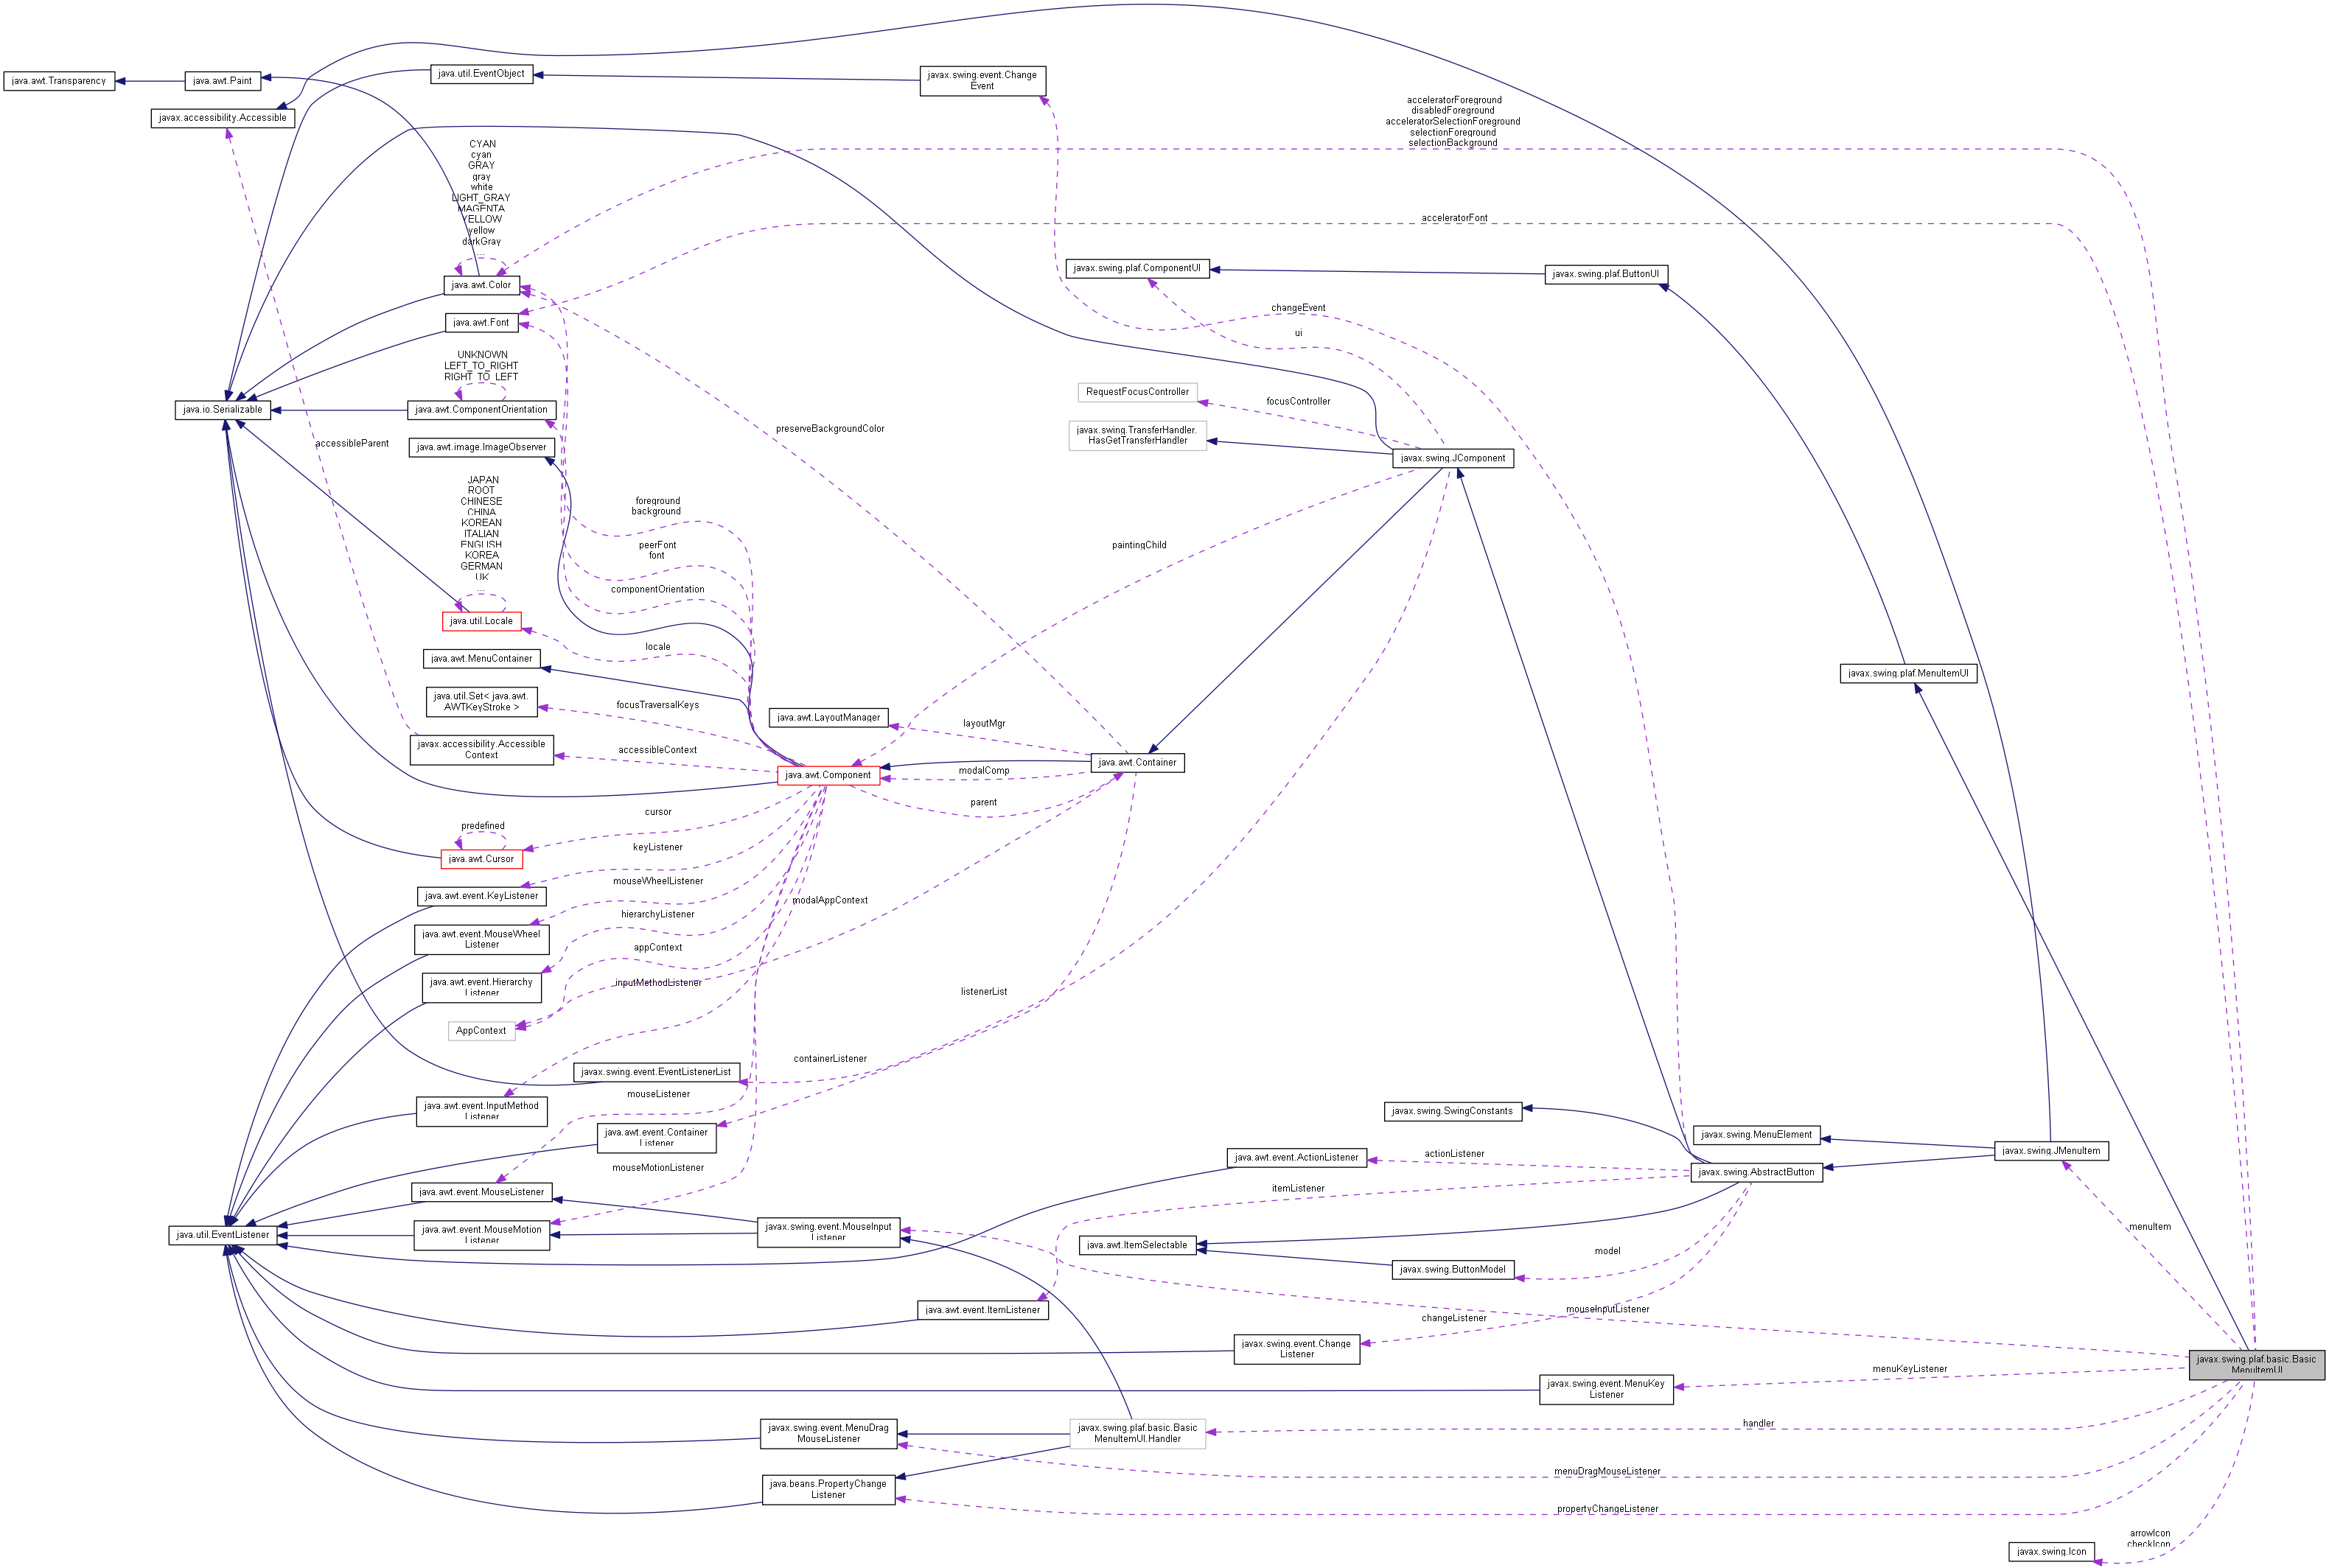 java.awt.Transparency
java.awt.Paint
java.util.EventObject
javax.swing.event.Change
Event
javax.accessibility.Accessible
acceleratorForeground
disabledForeground
acceleratorSelectionForeground
selectionForeground
selectionBackground
CYAN
cyan
GRAY
gray
white
LIGHT_GRAY
MAGENTA
YELLOW
yellow
darkGray
...
acceleratorFont
java.awt.Color
javax.swing.plaf.ComponentUI
javax.swing.plaf.ButtonUI
changeEvent
java.awt.Font
ui
UNKNOWN
LEFT_TO_RIGHT
RIGHT_TO_LEFT
RequestFocusController
focusController
java.io.Serializable
java.awt.ComponentOrientation
preserveBackgroundColor
javax.swing.TransferHandler.
HasGetTransferHandler
accessibleParent
java.awt.image.ImageObserver
javax.swing.JComponent
JAPAN
ROOT
CHINESE
CHINA
KOREAN
ITALIAN
ENGLISH
KOREA
GERMAN
UK
...
foreground
background
peerFont
font
paintingChild
componentOrientation
java.util.Locale
locale
java.awt.MenuContainer
javax.swing.plaf.MenuItemUI
java.util.Set< java.awt.
AWTKeyStroke >
focusTraversalKeys
java.awt.LayoutManager
layoutMgr
javax.accessibility.Accessible
Context
accessibleContext
java.awt.Component
modalComp
java.awt.Container
parent
cursor
predefined
java.awt.Cursor
keyListener
java.awt.event.KeyListener
mouseWheelListener
modalAppContext
java.awt.event.MouseWheel
Listener
hierarchyListener
appContext
java.awt.event.Hierarchy
Listener
inputMethodListener
listenerList
AppContext
containerListener
javax.swing.event.EventListenerList
mouseListener
java.awt.event.InputMethod
Listener
javax.swing.SwingConstants
java.awt.event.Container
Listener
javax.swing.MenuElement
javax.swing.JMenuItem
mouseMotionListener
java.awt.event.ActionListener
actionListener
javax.swing.AbstractButton
java.awt.event.MouseListener
itemListener
java.util.EventListener
java.awt.event.MouseMotion
Listener
javax.swing.event.MouseInput
Listener
menuItem
java.awt.ItemSelectable
model
javax.swing.ButtonModel
java.awt.event.ItemListener
mouseInputListener
changeListener
javax.swing.event.Change
Listener
javax.swing.plaf.basic.Basic
MenuItemUI
menuKeyListener
javax.swing.event.MenuKey
Listener
javax.swing.event.MenuDrag
MouseListener
javax.swing.plaf.basic.Basic
MenuItemUI.Handler
handler
menuDragMouseListener
java.beans.PropertyChange
Listener
propertyChangeListener
arrowIcon
checkIcon
javax.swing.Icon